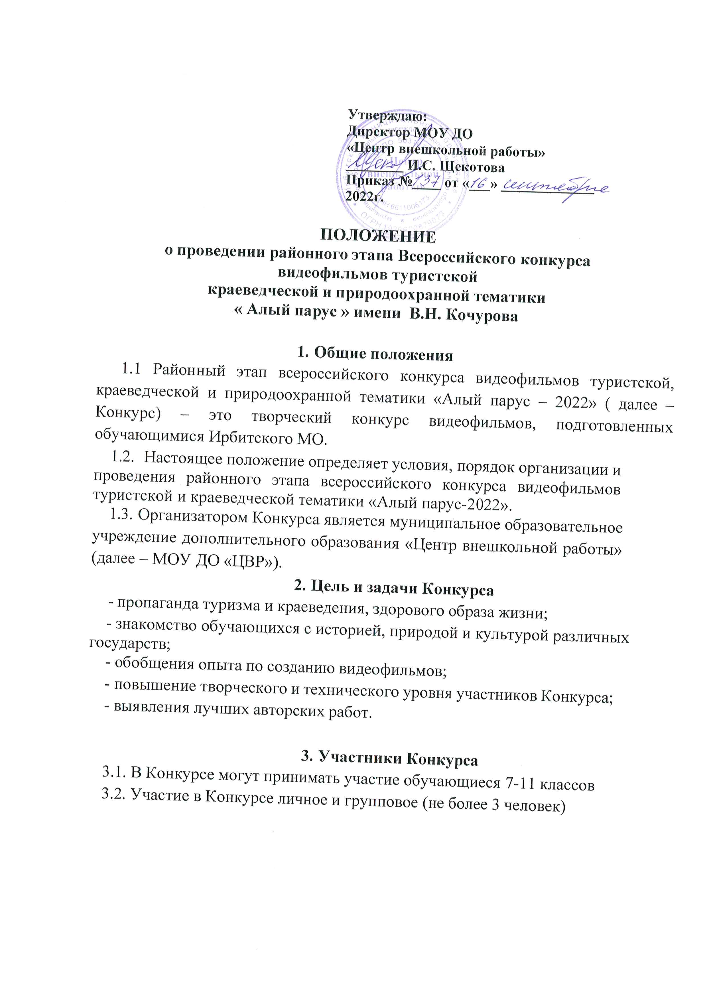 Утверждаю:
Директор МОУ ДО
«Центр внешкольной работы»
И.С. Щекотова
Приказ № 137 от «16» сентября
2022г.
ПОЛОЖЕНИЕ
о проведении районного этапа Всероссийского конкурса
видеофильмов туристской
краеведческой и природоохранной тематики
« Алый парус » имени В.Н. Кочурова
1. Общие положения
1.1 Районный этап всероссийского конкурса видеофильмов туристской,
краеведческой и природоохранной тематики «Алый парус – 2022» ( далее –
Конкурс) – это творческий конкурс видеофильмов, подготовленных
обучающимися Ирбитского МО.
1.2. Настоящее положение определяет условия, порядок организации и
проведения районного этапа всероссийского конкурса видеофильмов
туристской и краеведческой тематики «Алый парус-2022».
1.3. Организатором Конкурса является муниципальное образовательное
учреждение дополнительного образования «Центр внешкольной работы»
(далее – МОУ ДО «ЦВР»).
2. Цель и задачи Конкурса
- пропаганда туризма и краеведения, здорового образа жизни;
- знакомство обучающихся с историей, природой и культурой различных
государств;
- обобщения опыта по созданию видеофильмов;
- повышение творческого и технического уровня участников Конкурса;
- выявления лучших авторских работ.
3. Участники Конкурса
3.1. В Конкурсе могут принимать участие обучающиеся 7-11 классов
3.2. Участие в Конкурсе личное и групповое (не более 3 человек)